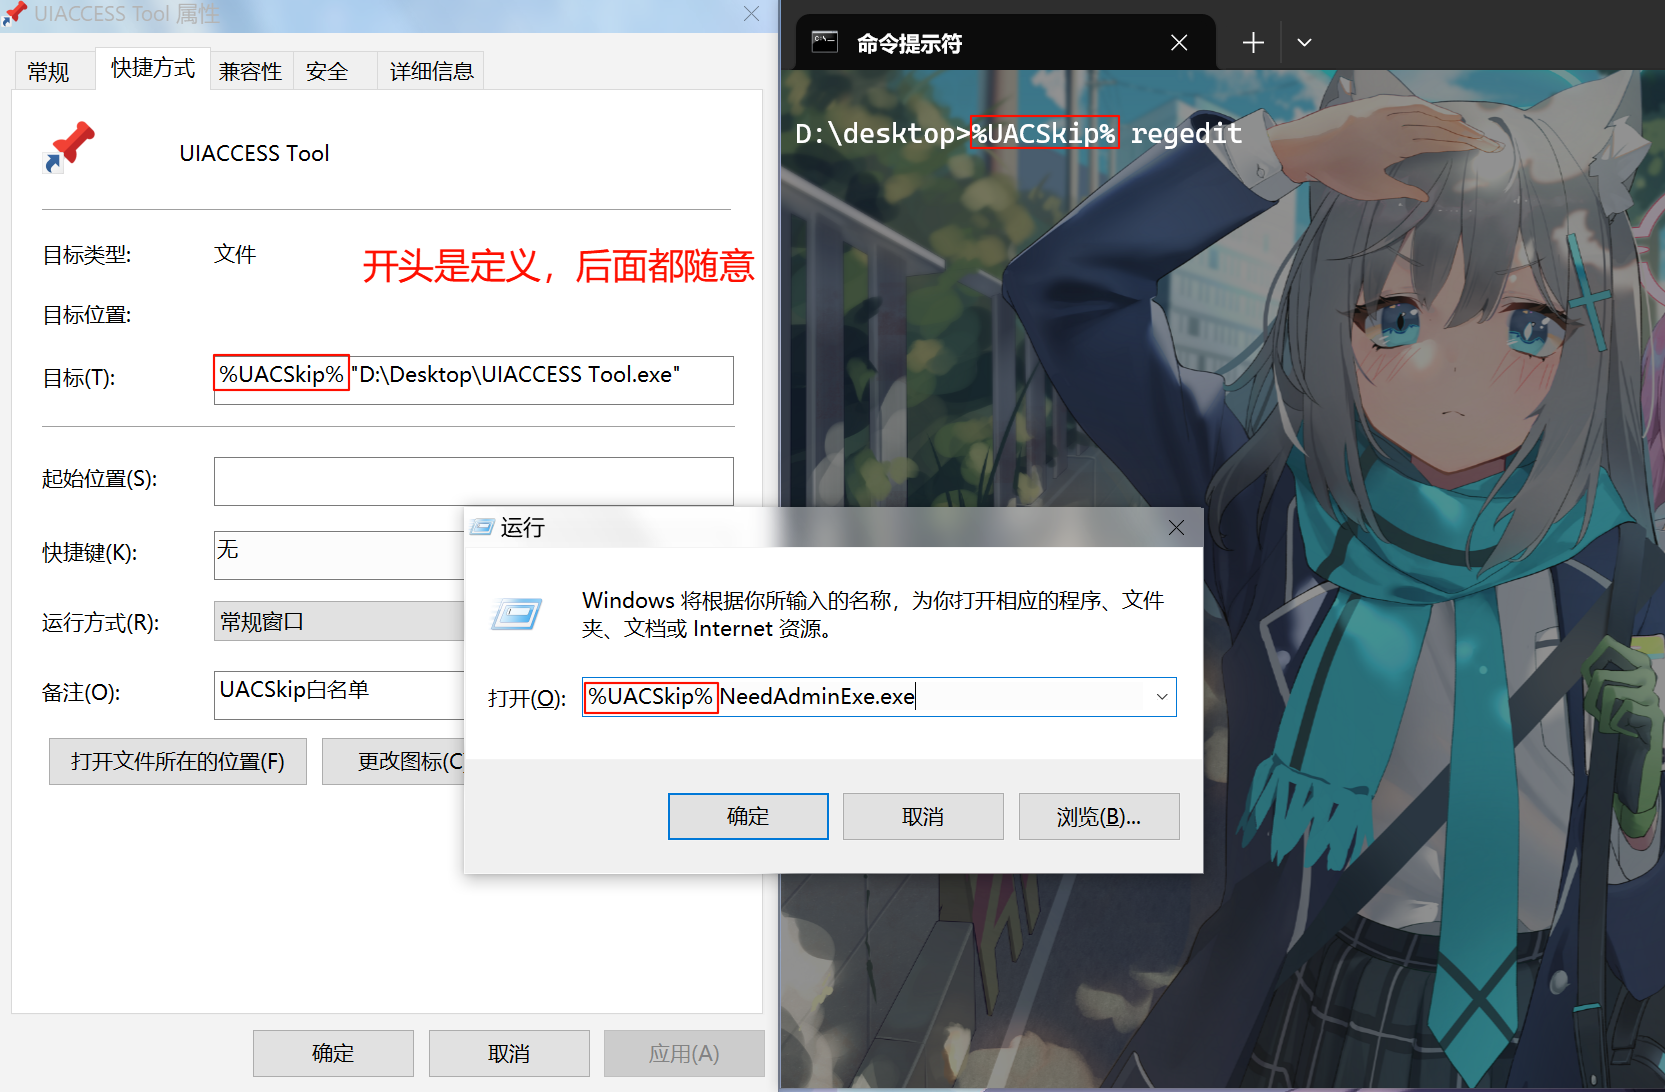 UIACCESS Tool 属性
常规
快捷方式
兼容性
安全
详细信息
UIACCESS Tool
目标类型:
文件
开头是定义，后面都随意
目标位置:
目标(T):
%UACSkip% "D:\Desktop\UIACCESS Tool.exe"
起始位置(S):
快捷键(K):
无
运行方式(R):
常规窗口
备注(O):
UACSkip白名单
打开文件所在的位置(F)
更改图标(C)
确定
取消
应用(A)
命令提示符
D:\desktop>%UACSkip% regedit
运行
Windows 将根据你所输入的名称，为你打开相应的程序、文件
夹、文档或 Internet 资源。
打开(O):
%UACSkip% NeedAdminExe.exe
确定
取消
浏览(B)...